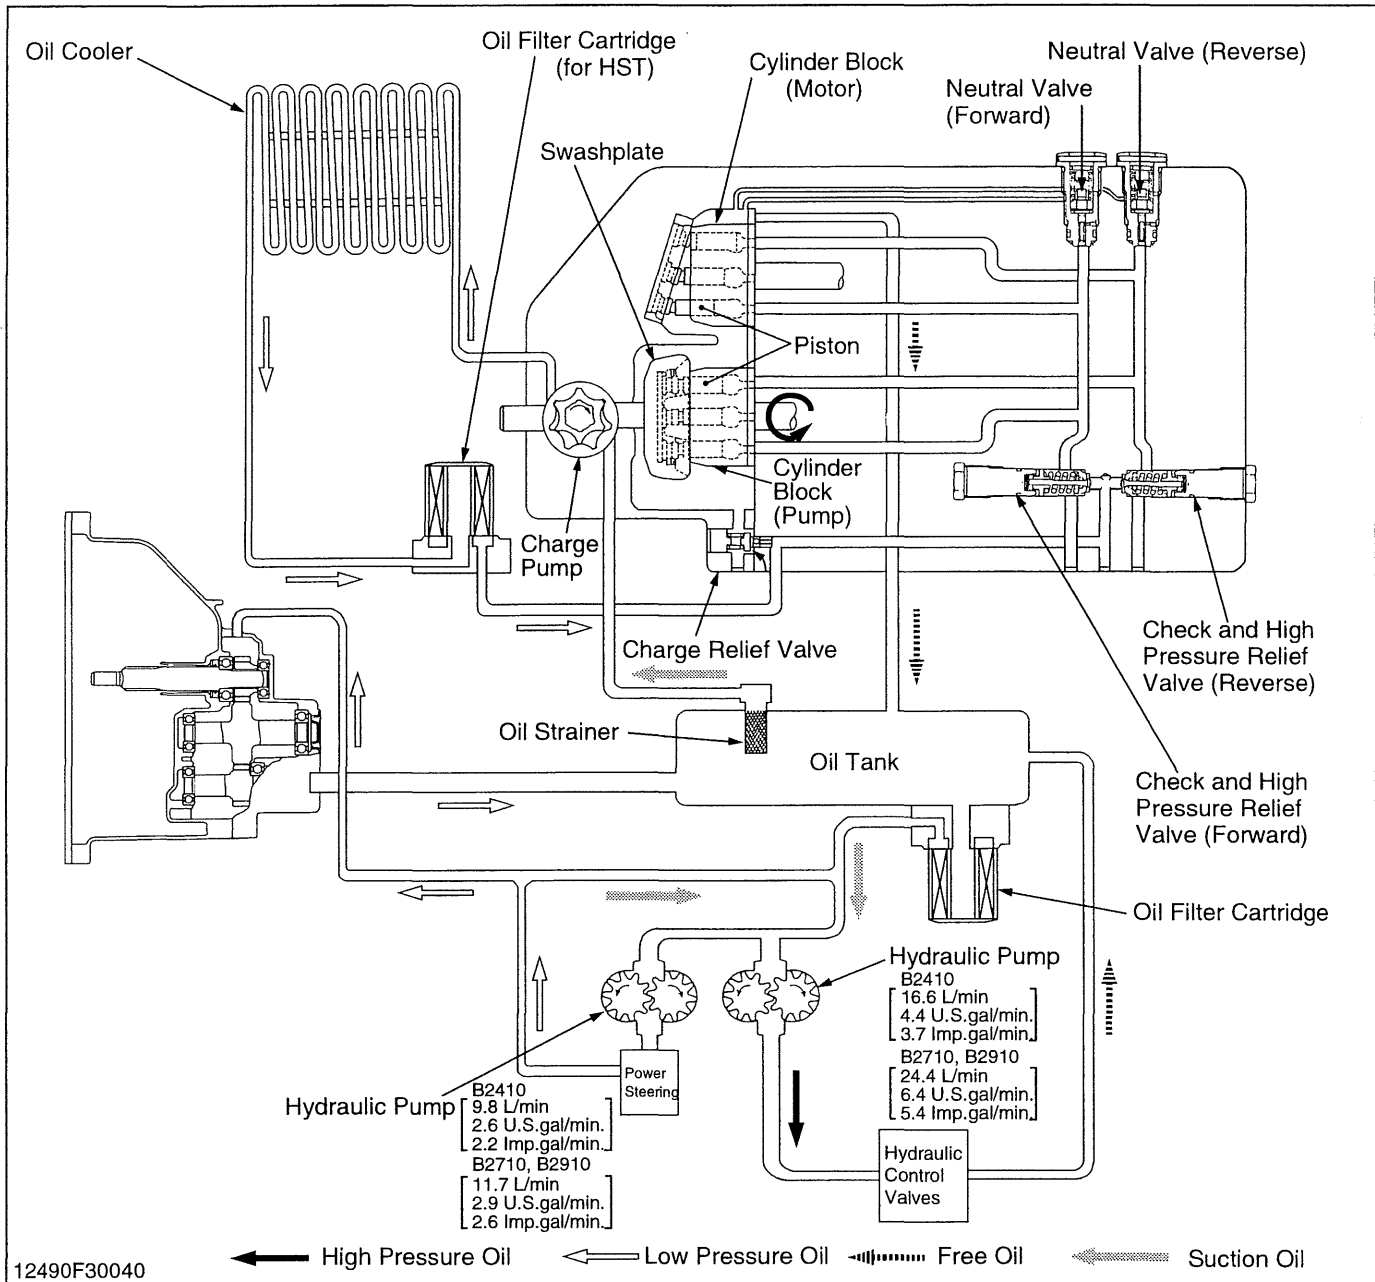 Oil Cooler
Oil Filter Cartridge
(for HST)
Cylinder Block
(Motor)
Neutral Valve (Reverse)
Neutral Valve
(Forward)
Swashplate
Piston
Cylinder
Block
(Pump)
Charge
Pump
Charge Relief Valve
Check and High
Pressure Relief
Valve (Reverse)
Oil Strainer
Oil Tank
Check and High
Pressure Relief
Valve (Forward)
Oil Filter Cartridge
Hydraulic Pump
B2410
16.6 L/min
4.4 U.S.gal/min.
3.7 Imp.gal/min.
B2710, B2910
24.4 L/min
6.4 U.S.gal/min.
5.4 Imp.gal/min.
Power
Steering
Hydraulic Pump
B2410
9.8 L/min
2.6 U.S.gal/min.
2.2 Imp.gal/min.
B2710, B2910
11.7 L/min
2.9 U.S.gal/min.
2.6 Imp.gal/min.
Hydraulic
Control
Valves
12490F30040
High Pressure Oil
Low Pressure Oil
Free Oil
Suction Oil